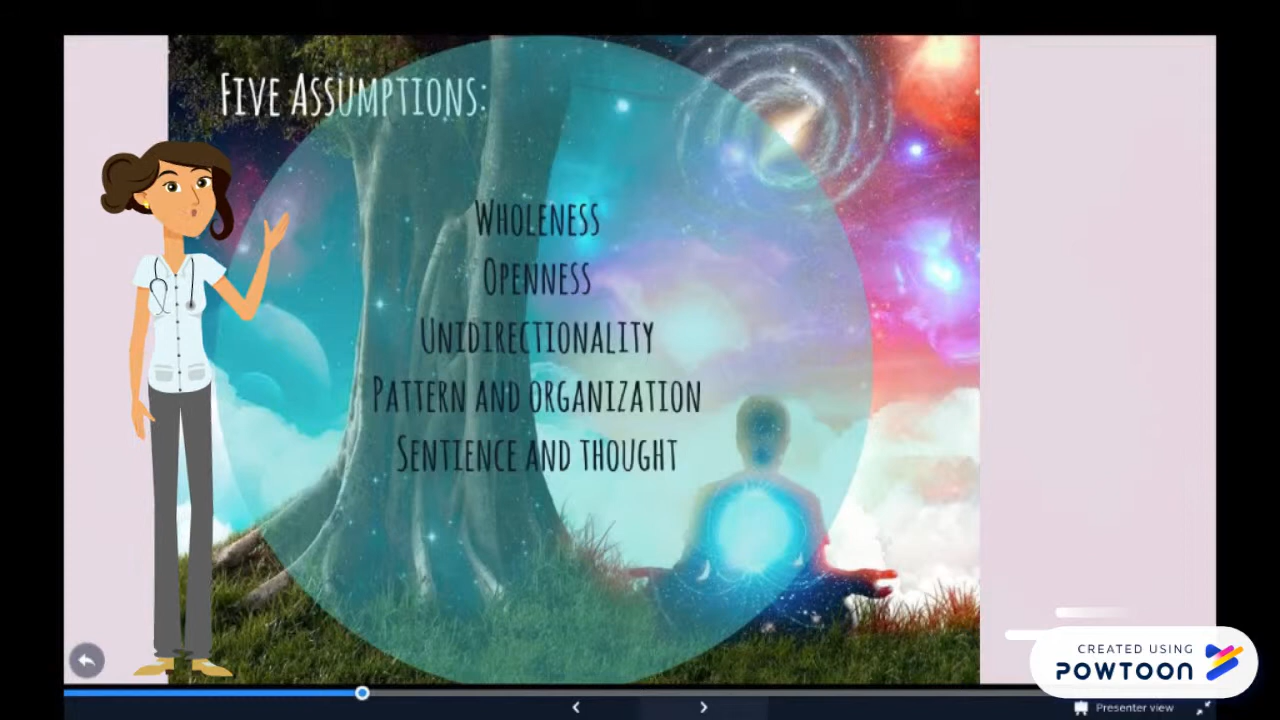 Five Assumptions:
Wholeness
Openness
Unidirectionality
Pattern and organization
Sentience and thought
CREATED USING
POWTOON
Presenter view